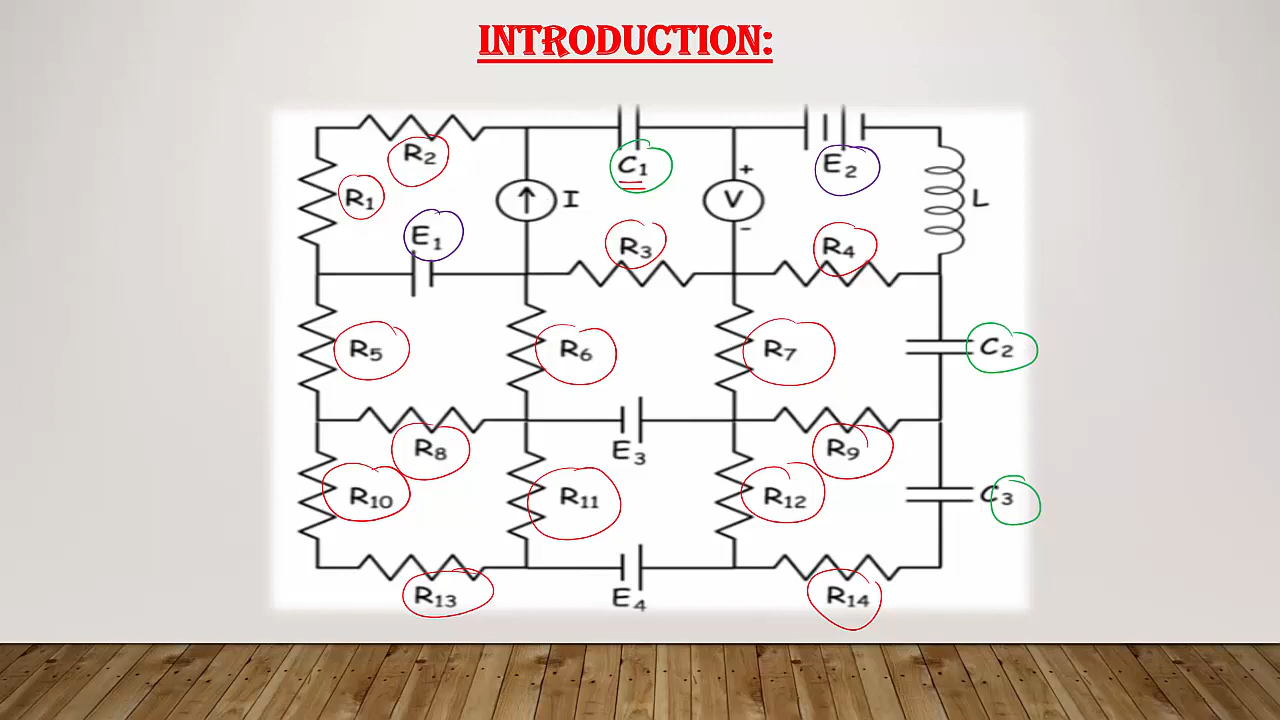 INTRODUCTION:
R2
C1
E2
R1
I
+
V
-
L
E1
R3
R4
R5
R6
R7
C2
R8
E3
R9
R10
R11
R12
C3
R13
E4
R14